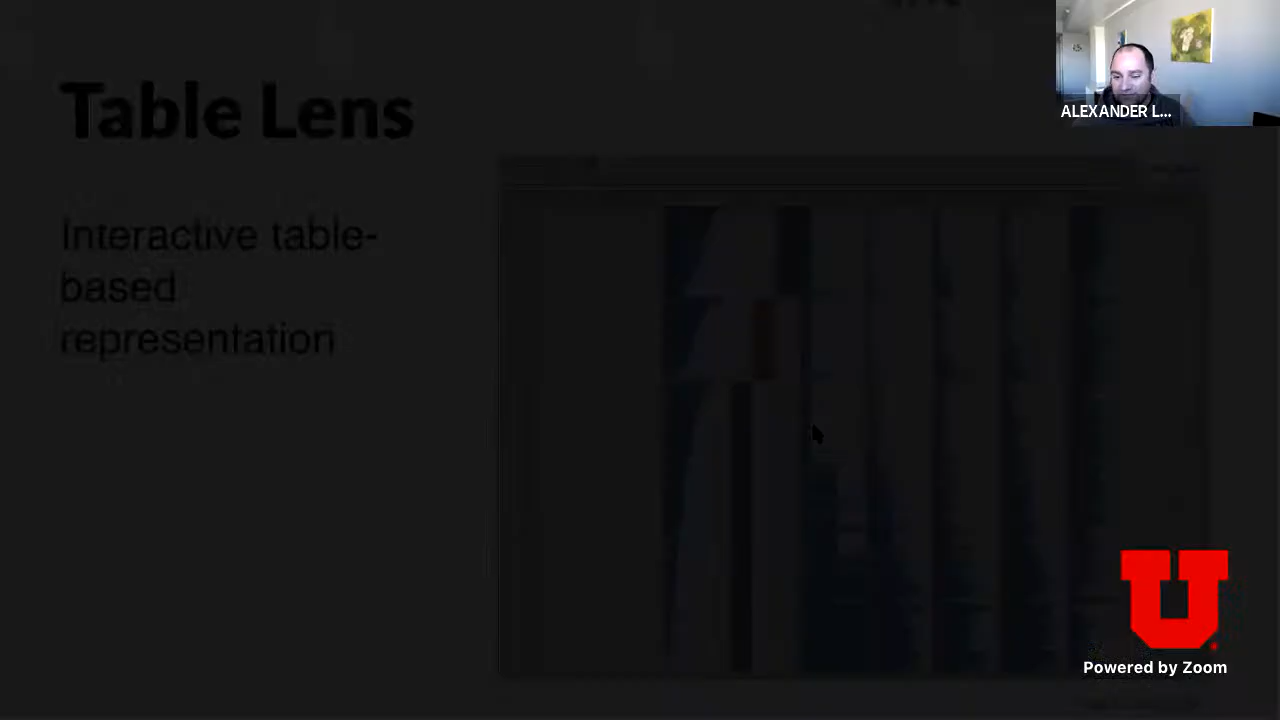 ALEXANDER L...
Table Lens
Interactive table-
based
representation
U
Powered by Zoom